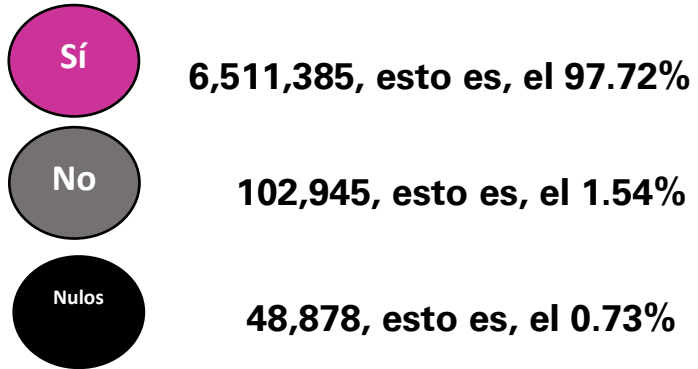 Sí
6,511,385, esto es, el 97.72%
No
102,945, esto es, el 1.54%
Nulos
48,878, esto es, el 0.73%